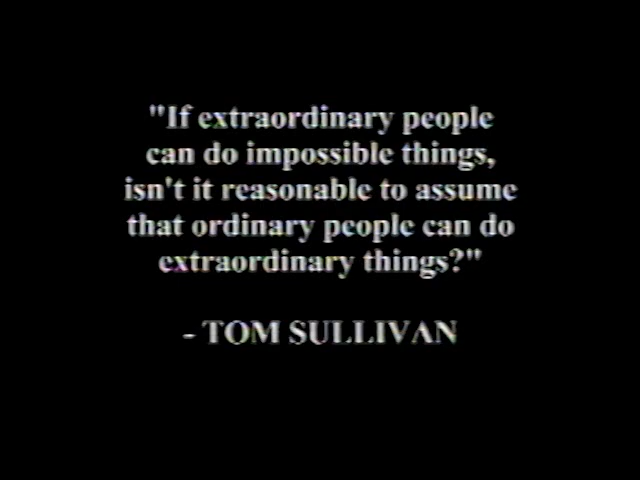 "If extraordinary people
can do impossible things,
isn't it reasonable to assume
that ordinary people can do
extraordinary things?"
- TOM SULLIVAN